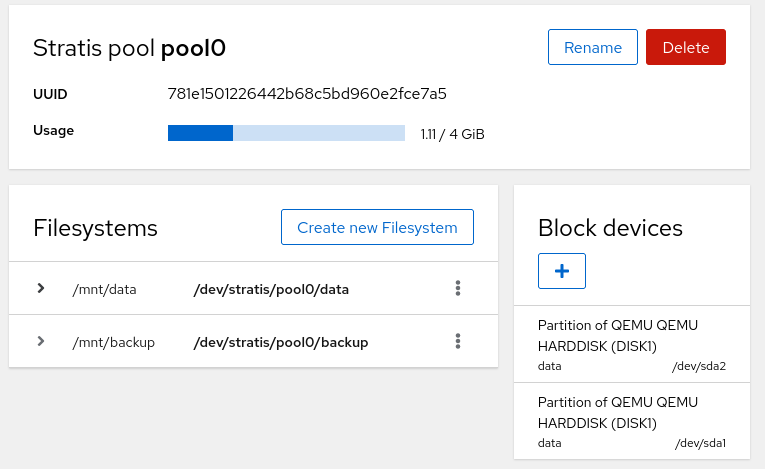 Stratis pool pool0
Rename
Delete
UUID
781e1501226442b68c5bd960e2fce7a5
Usage
1.11 / 4 GiB
Filesystems
Create new Filesystem
/mnt/data
/dev/stratis/pool0/data
/mnt/backup
/dev/stratis/pool0/backup
Block devices
Partition of QEMU QEMU
HARDDISK (DISK1)
data
/dev/sda2
Partition of QEMU QEMU
HARDDISK (DISK1)
data
/dev/sda1